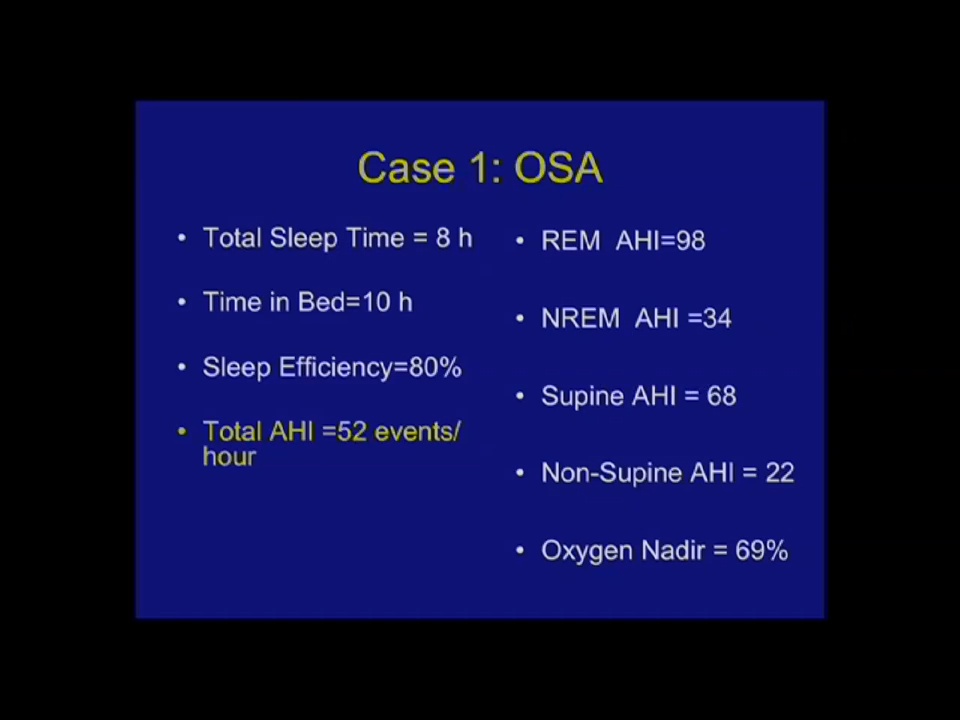 Case 1: OSA
• Total Sleep Time = 8 h
• Time in Bed=10 h
• Sleep Efficiency=80%
• Total AHI =52 events/
hour
• REM  AHI=98
• NREM  AHI =34
• Supine AHI = 68
• Non-Supine AHI = 22
• Oxygen Nadir = 69%